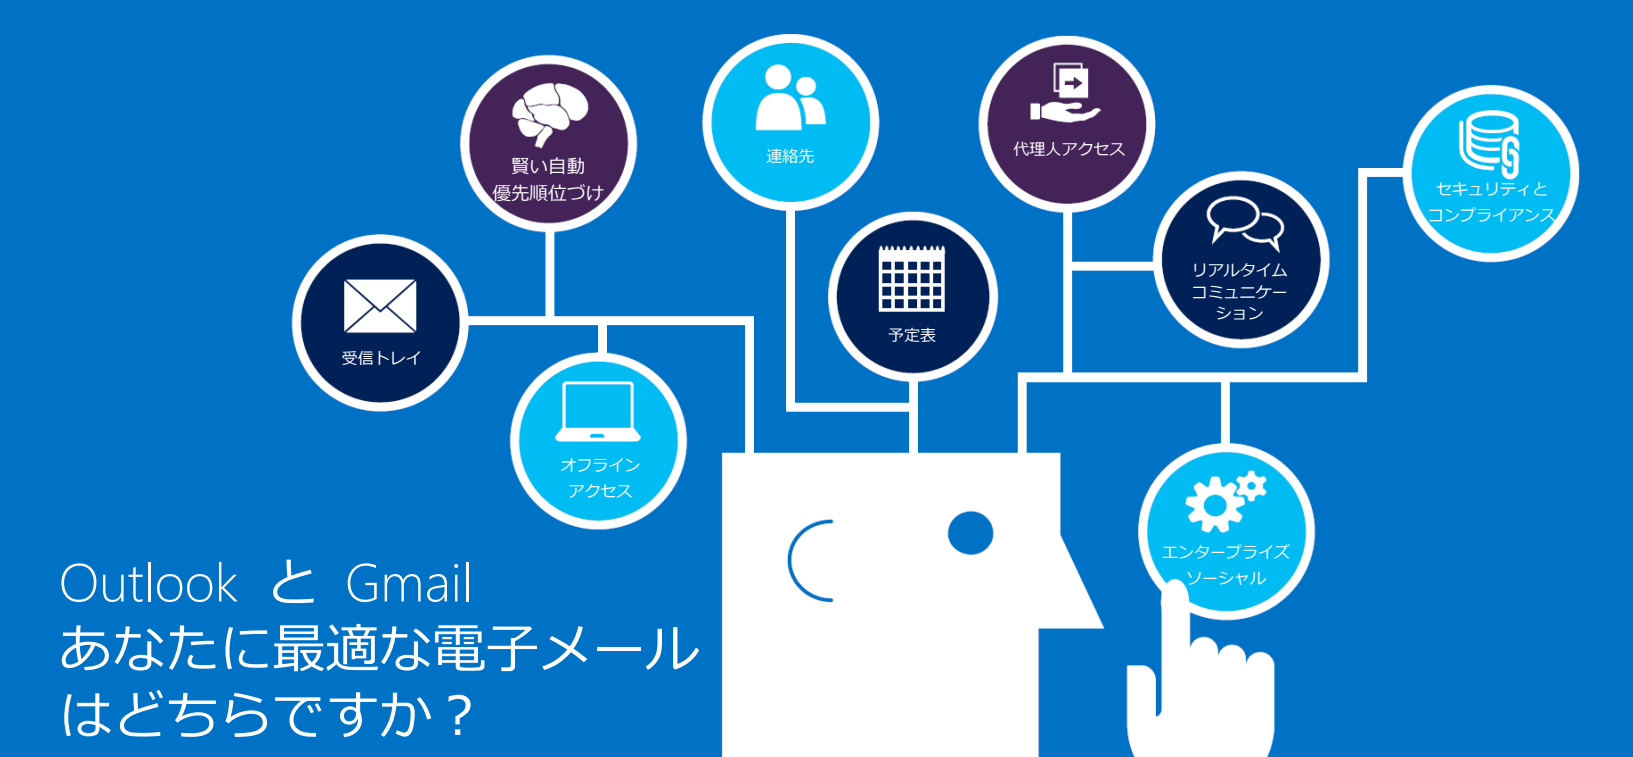 賢い自動
優先順位づけ
連絡先
代理人アクセス
セキュリティと
コンプライアンス
リアルタイム
コミュニケー
ション
予定表
受信トレイ
オフライン
アクセス
エンタープライズ
ソーシャル
Outlook と Gmail
あなたに最適な電子メール
はどちらですか？